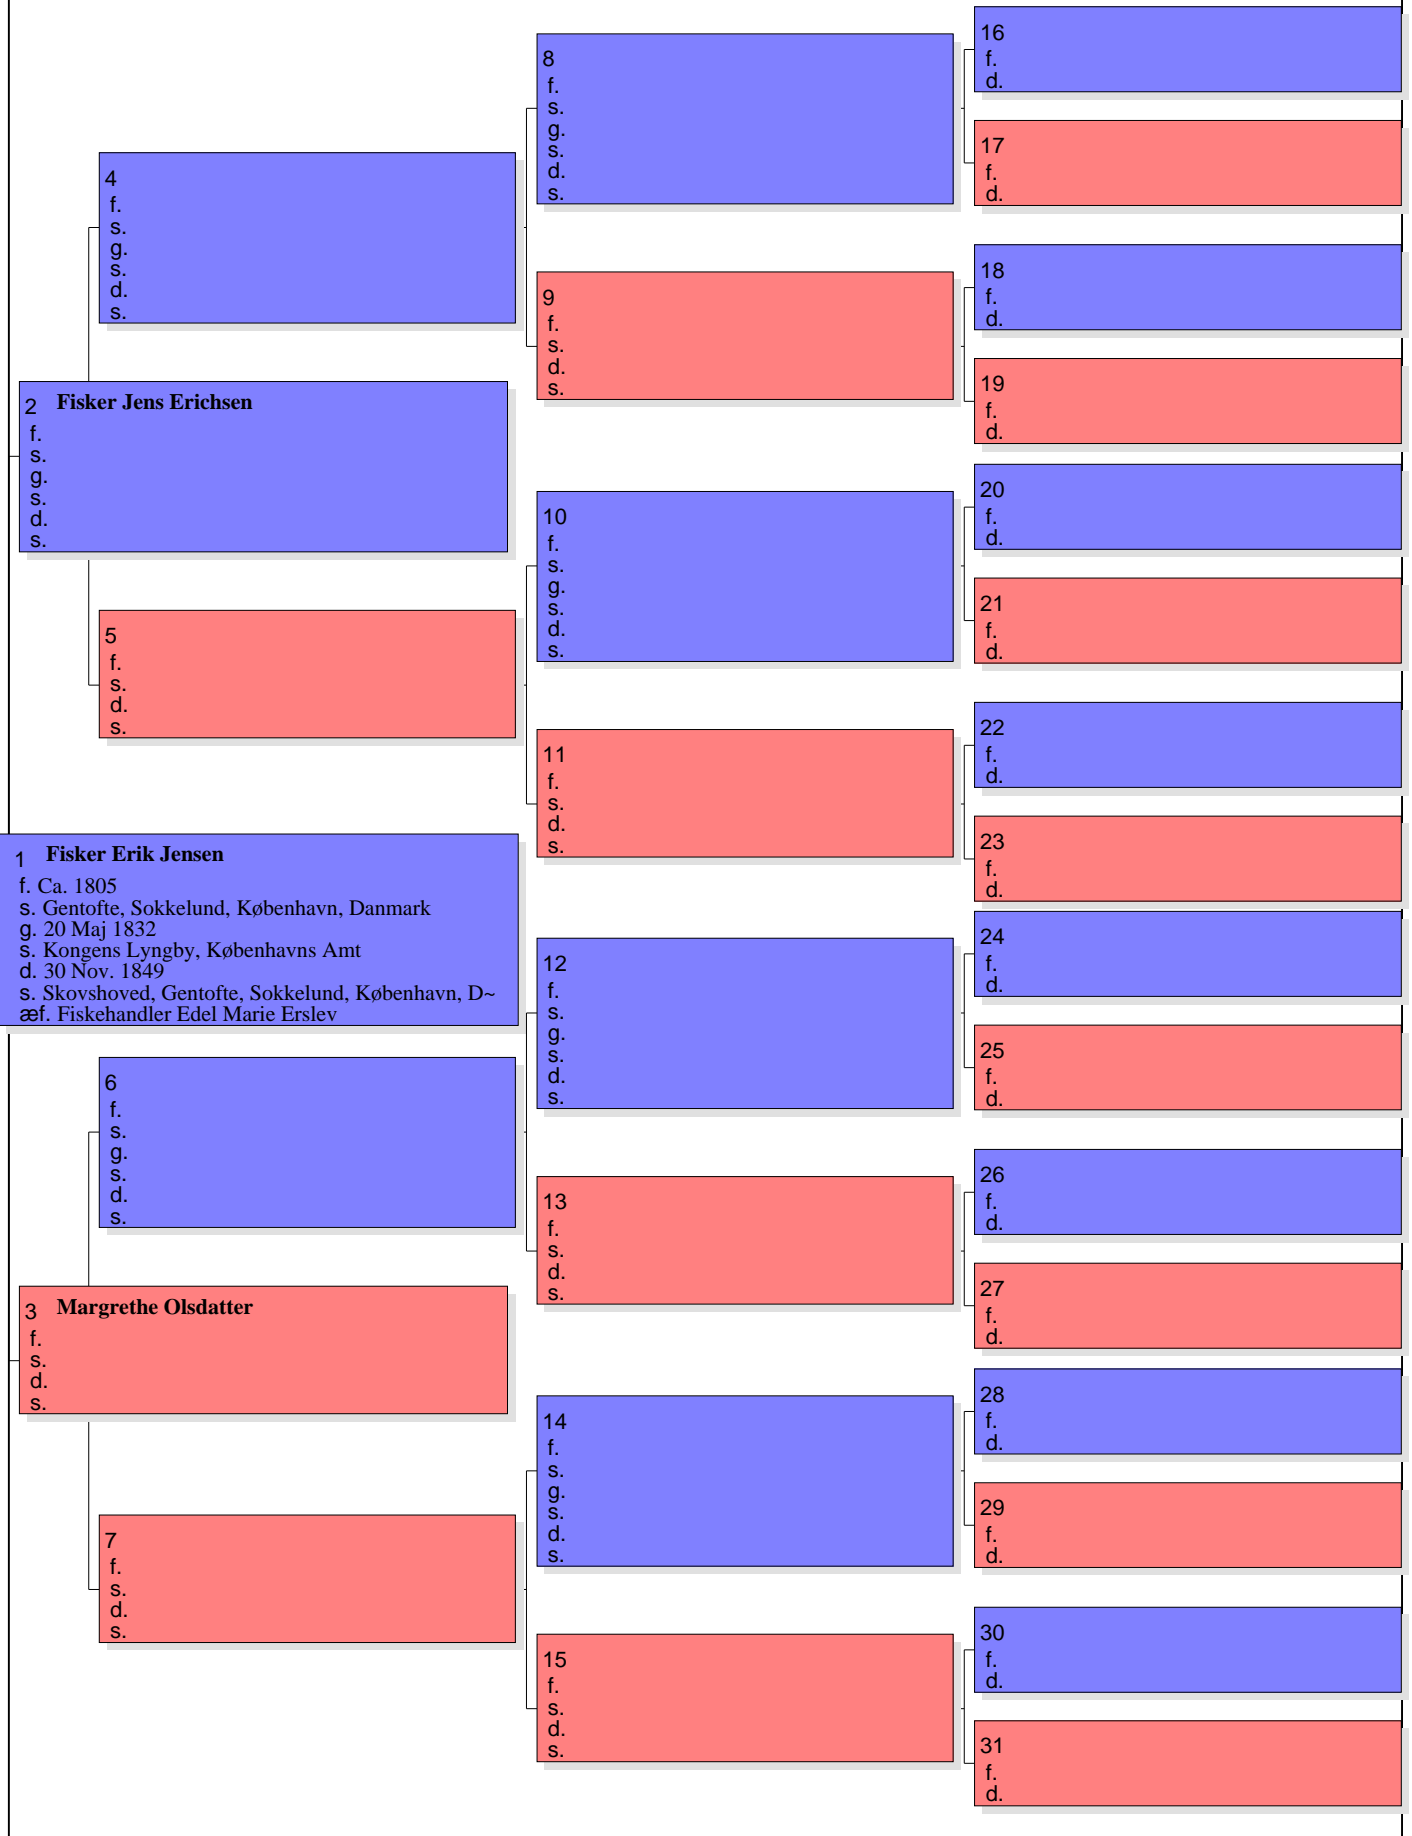 16
f.
d.
8
f.
s.
g.
s.
d.
s.
17
f.
d.
4
f.
s.
g.
s.
d.
s.
18
f.
d.
9
f.
s.
d.
s.
19
f.
d.
2 Fisker Jens Erichsen
f.
s.
g.
s.
d.
s.
20
f.
d.
10
f.
s.
g.
s.
d.
s.
21
f.
d.
5
f.
s.
d.
s.
22
f.
d.
11
f.
s.
d.
s.
23
f.
d.
1 Fisker Erik Jensen
f. Ca. 1805
s. Gentofte, Sokkelund, København, Danmark
g. 20 Maj 1832
s. Kongens Lyngby, Københavns Amt
d. 30 Nov. 1849
s. Skovshoved, Gentofte, Sokkelund, København, D~
æf. Fiskehandler Edel Marie Erslev
24
f.
d.
12
f.
s.
g.
s.
d.
s.
25
f.
d.
6
f.
s.
g.
s.
d.
s.
26
f.
d.
13
f.
s.
d.
s.
27
f.
d.
3 Margrethe Olsdatter
f.
s.
d.
s.
28
f.
d.
14
f.
s.
g.
s.
d.
s.
29
f.
d.
7
f.
s.
d.
s.
30
f.
d.
15
f.
s.
d.
s.
31
f.
d.